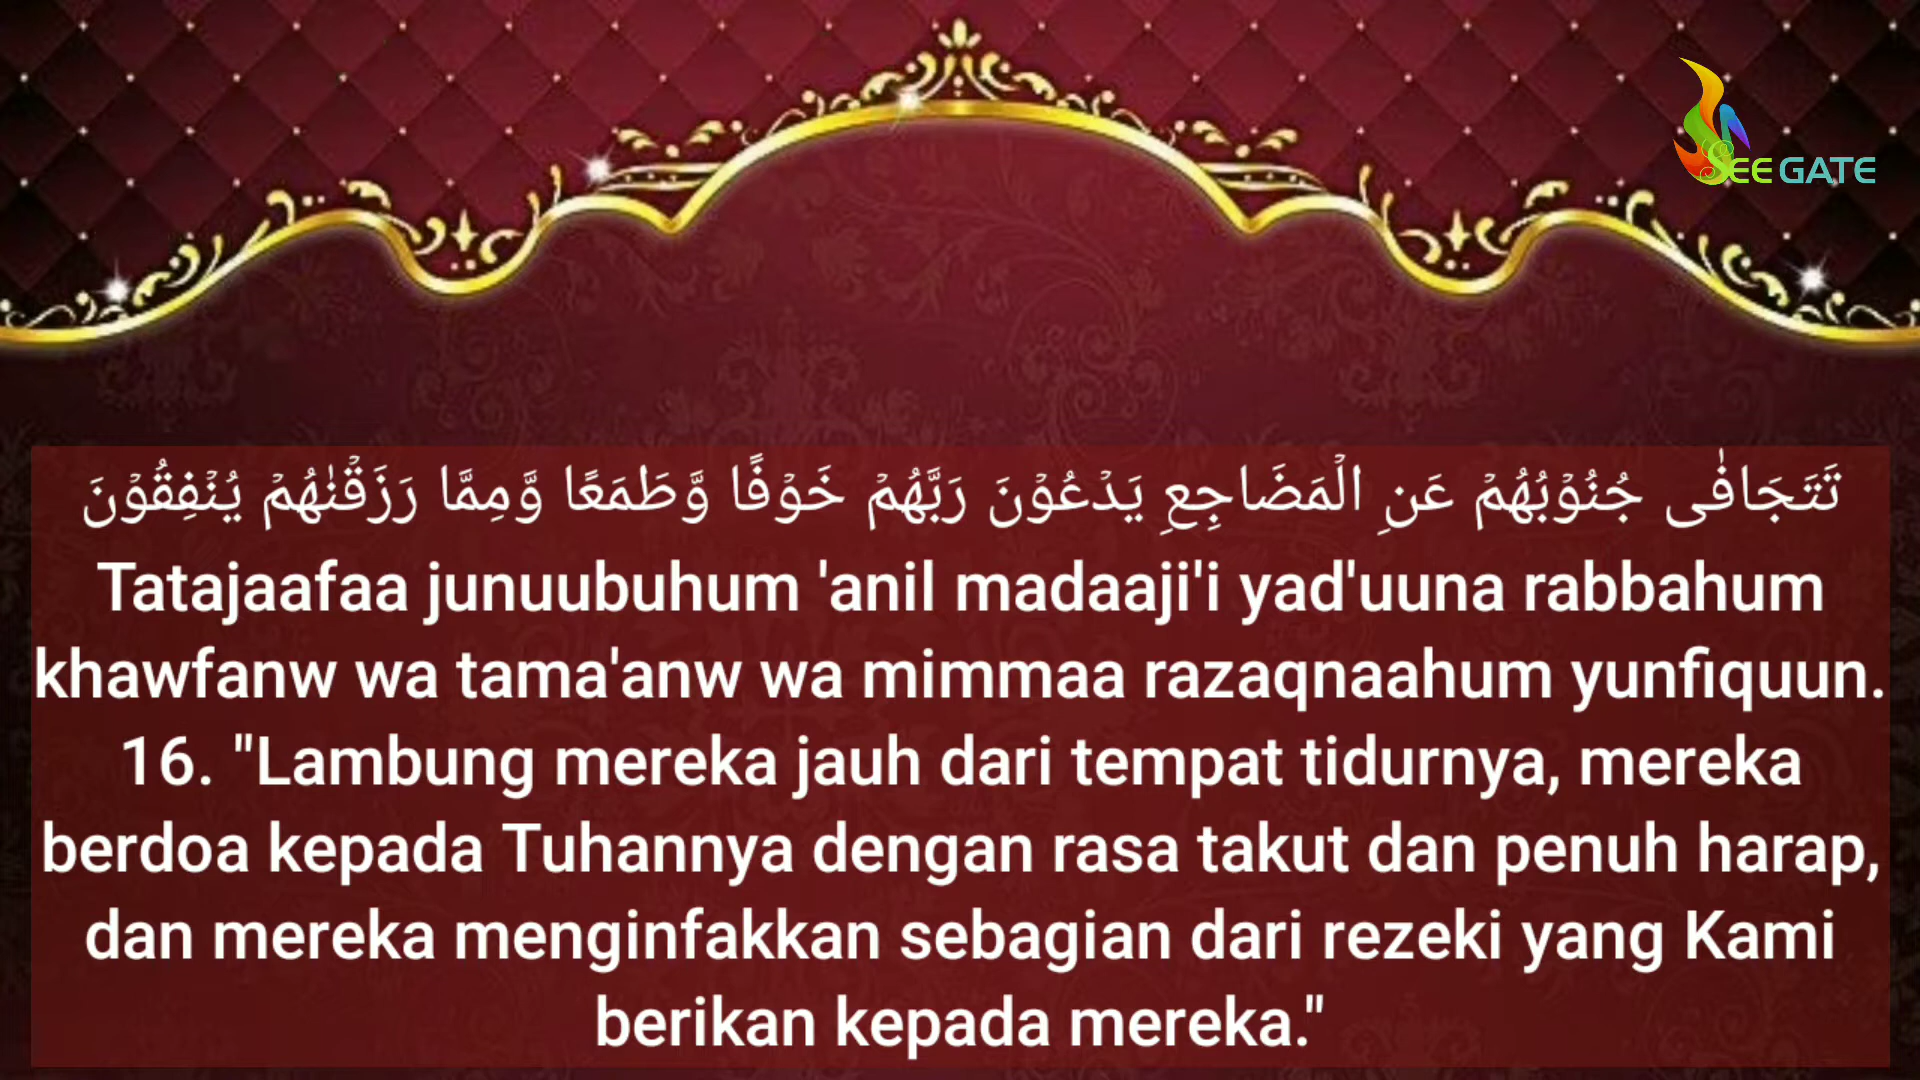 SEE GATE
تَتَجَافٰى جُنُوْبُهُمْ عَنِ الْمَضَاجِعِ يَدْعُوْنَ رَبَّهُمْ خَوْفًا وَّطَمَعًا وَّمِمَّا رَزَقْنٰهُمْ يُنْفِقُوْنَ
Tatajaafaa junuubuhum 'anil madaaji'i yad'uuna rabbahum
khawfanw wa tama'anw wa mimmaa razaqnaahum yunfiquun.
16. "Lambung mereka jauh dari tempat tidurnya, mereka
berdoa kepada Tuhannya dengan rasa takut dan penuh harap,
dan mereka menginfakkan sebagian dari rezeki yang Kami
berikan kepada mereka."